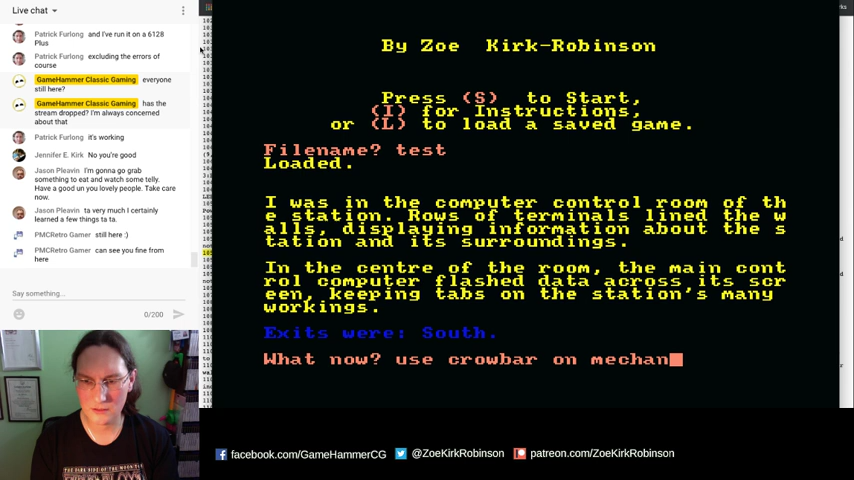 Live chat
Patrick Furlong and I've run it on a 6128
Plus
Patrick Furlong excluding the errors of
course
GameHammer Classic Gaming everyone
still here?
GameHammer Classic Gaming has the
stream dropped? I'm always concerned
about that
Patrick Furlong it's working
Jennifer E. Kirk No you're good
Jason Pleavin I'm gonna go grab
something to eat and watch some telly.
Have a good un you lovely people. Take care
now.
Jason Pleavin ta very much I certainly
learned a few things ta ta.
PMCRetro Gamer still here :)
PMCRetro Gamer can see you fine from
here
Say something...
0/200
By Zoe Kirk-Robinson
Press (S) to Start,
(I) for Instructions,
or (L) to load a saved game.
Filename? test
Loaded.
I was in the computer control room of th
e station. Rows of terminals lined the w
alls, displaying information about the s
tation and its surroundings.
In the centre of the room, the main cont
rol computer flashed data across its scr
een, keeping tabs on the station's many
workings.
Exits were: South.
What now? use crowbar on mechan
facebook.com/GameHammerCG
@ZoeKirkRobinson
patreon.com/ZoeKirkRobinson